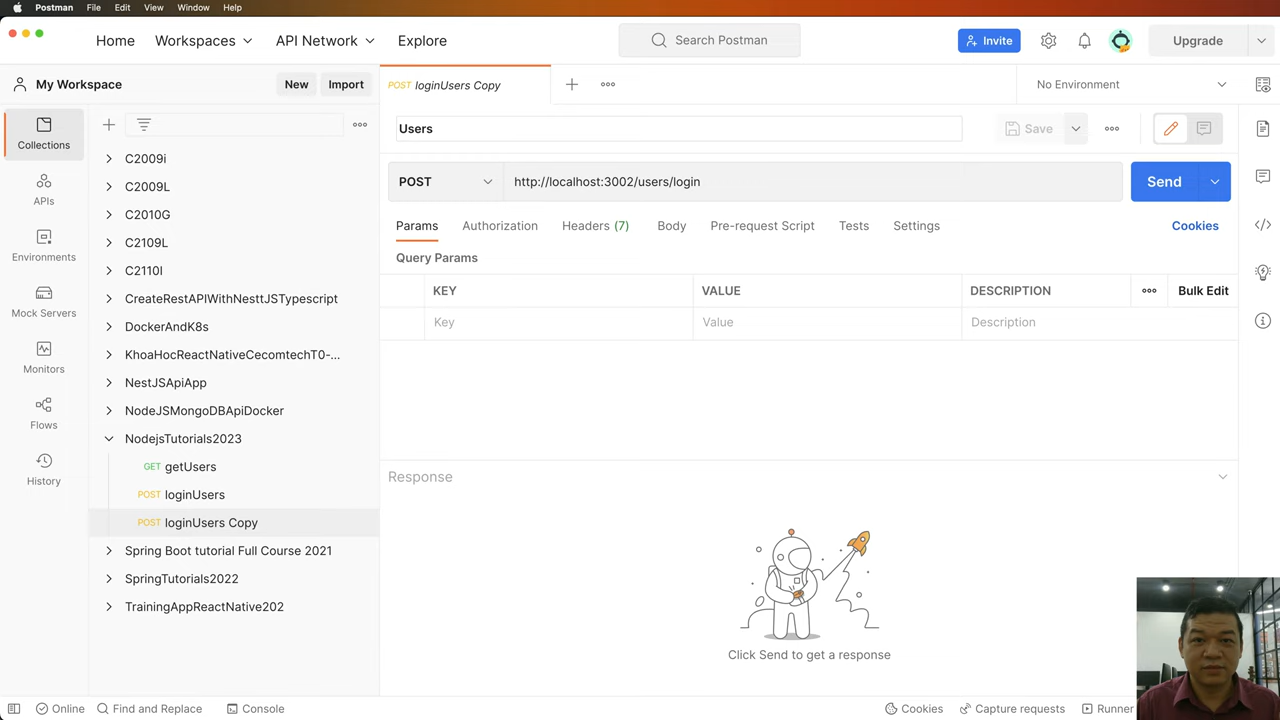 Postman File Edit View Window Help
Home Workspaces API Network Explore Search Postman Invite Upgrade
My Workspace New Import POST loginUsers Copy No Environment
Users Save
Collections
APIs
Environments
Mock Servers
Monitors
Flows
History
C2009i
C2009L
C2010G
C2109L
C2110I
CreateRestAPIWithNesttJSTypescript
DockerAndK8s
KhoaHocReactNativeCecomtechT0-...
NestJSApiApp
NodeJSMongoDBApiDocker
NodejsTutorials2023
GET getUsers
POST loginUsers
POST loginUsers Copy
Spring Boot tutorial Full Course 2021
SpringTutorials2022
TrainingAppReactNative202
POST http://localhost:3002/users/login Send
Params Authorization Headers (7) Body Pre-request Script Tests Settings Cookies
Query Params
KEY VALUE DESCRIPTION Bulk Edit
Key Value Description
Response
Click Send to get a response
Online Find and Replace Console Cookies Capture requests Runner